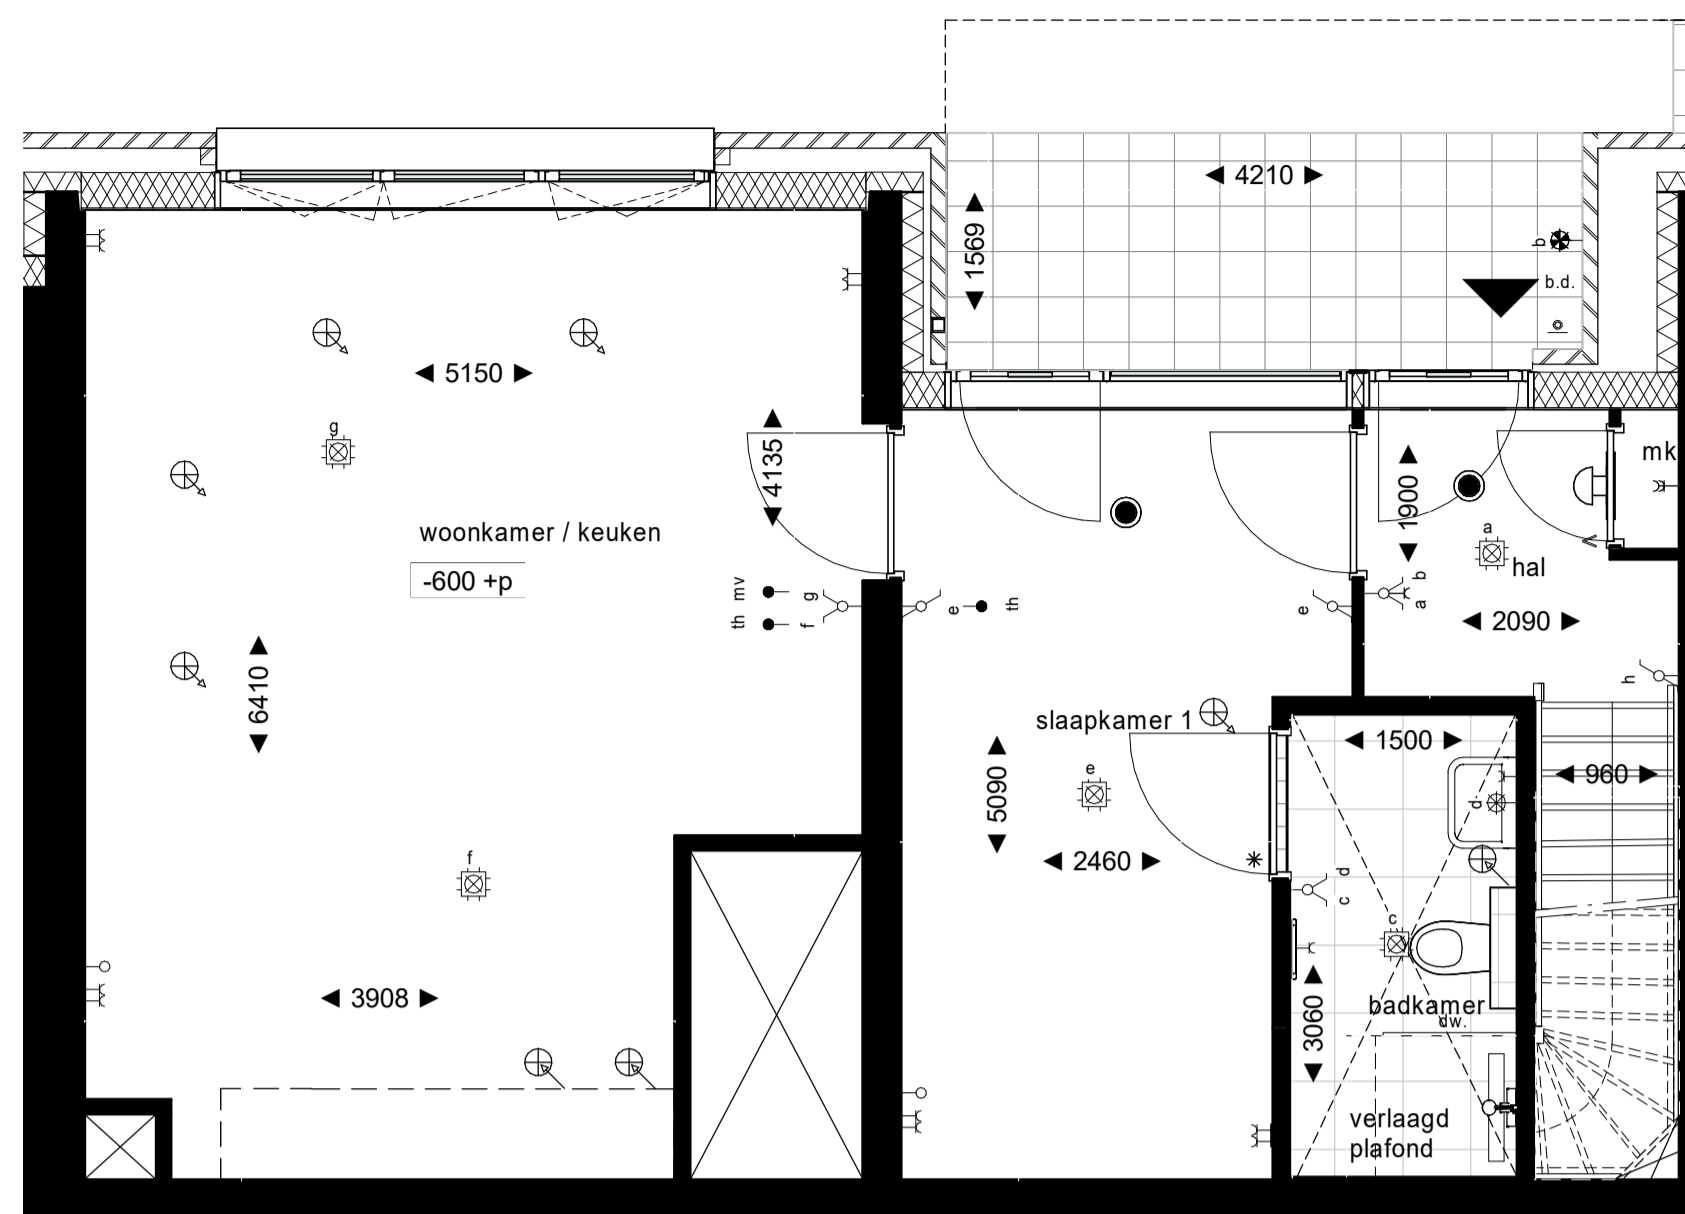 4210
1569
b
b.d.
5150
g
4135
1900
mk
a
hal
woonkamer / keuken
-600 +p
th mv
g
th
f
e
th
e
b
a
2090
h
6410
slaapkamer 1
1500
960
e
5090
2460
d
d
c
f
c
3908
badkamer
dw.
3060
verlaagd
plafond